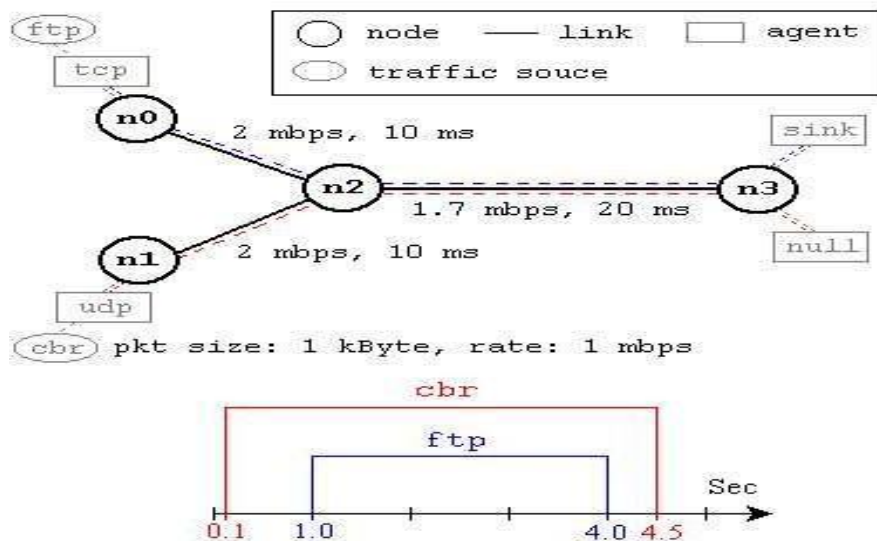 ftp
node link agent
traffic souce
tcp
n0
2 mbps, 10 ms
sink
n2
n3
1.7 mbps, 20 ms
n1
2 mbps, 10 ms
null
udp
cbr pkt size: 1 kByte, rate: 1 mbps
cbr
ftp
Sec
0.1 1.0 4.0 4.5